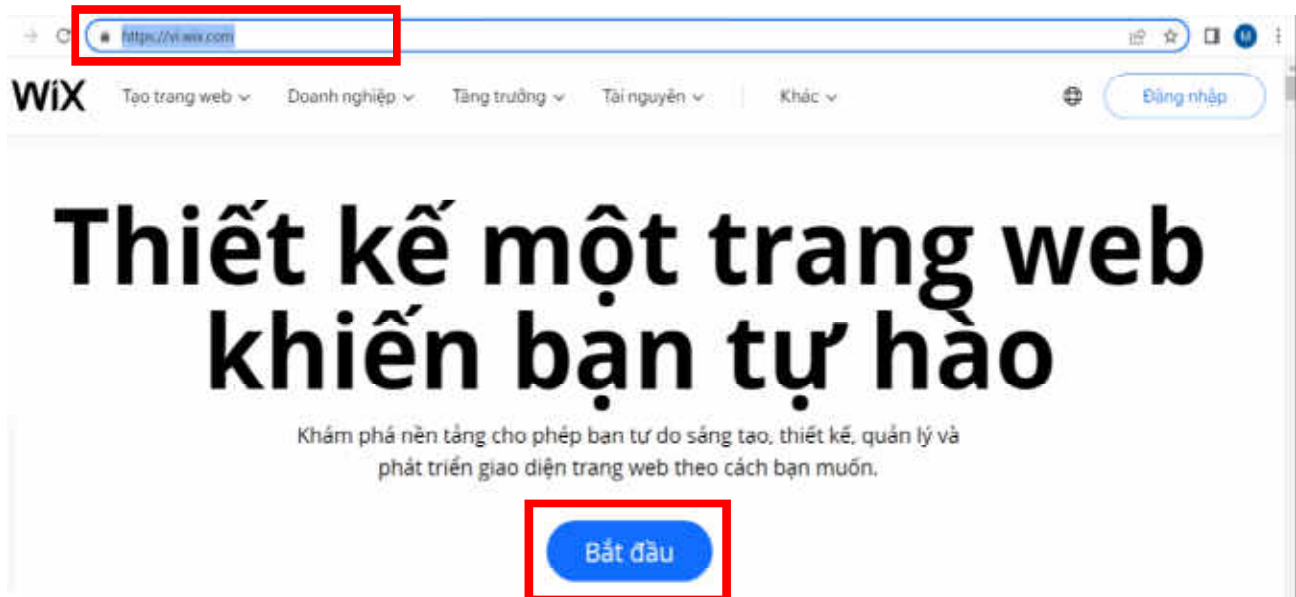 https://vi.wix.com
M
WiX Tạo trang web Doanh nghiệp Tăng trưởng Tài nguyên Khác Đăng nhập
Thiết kế một trang web
khiến bạn tự hào
Khám phá nền tảng cho phép bạn tự do sáng tạo, thiết kế, quản lý và
phát triển giao diện trang web theo cách bạn muốn.
Bắt đầu